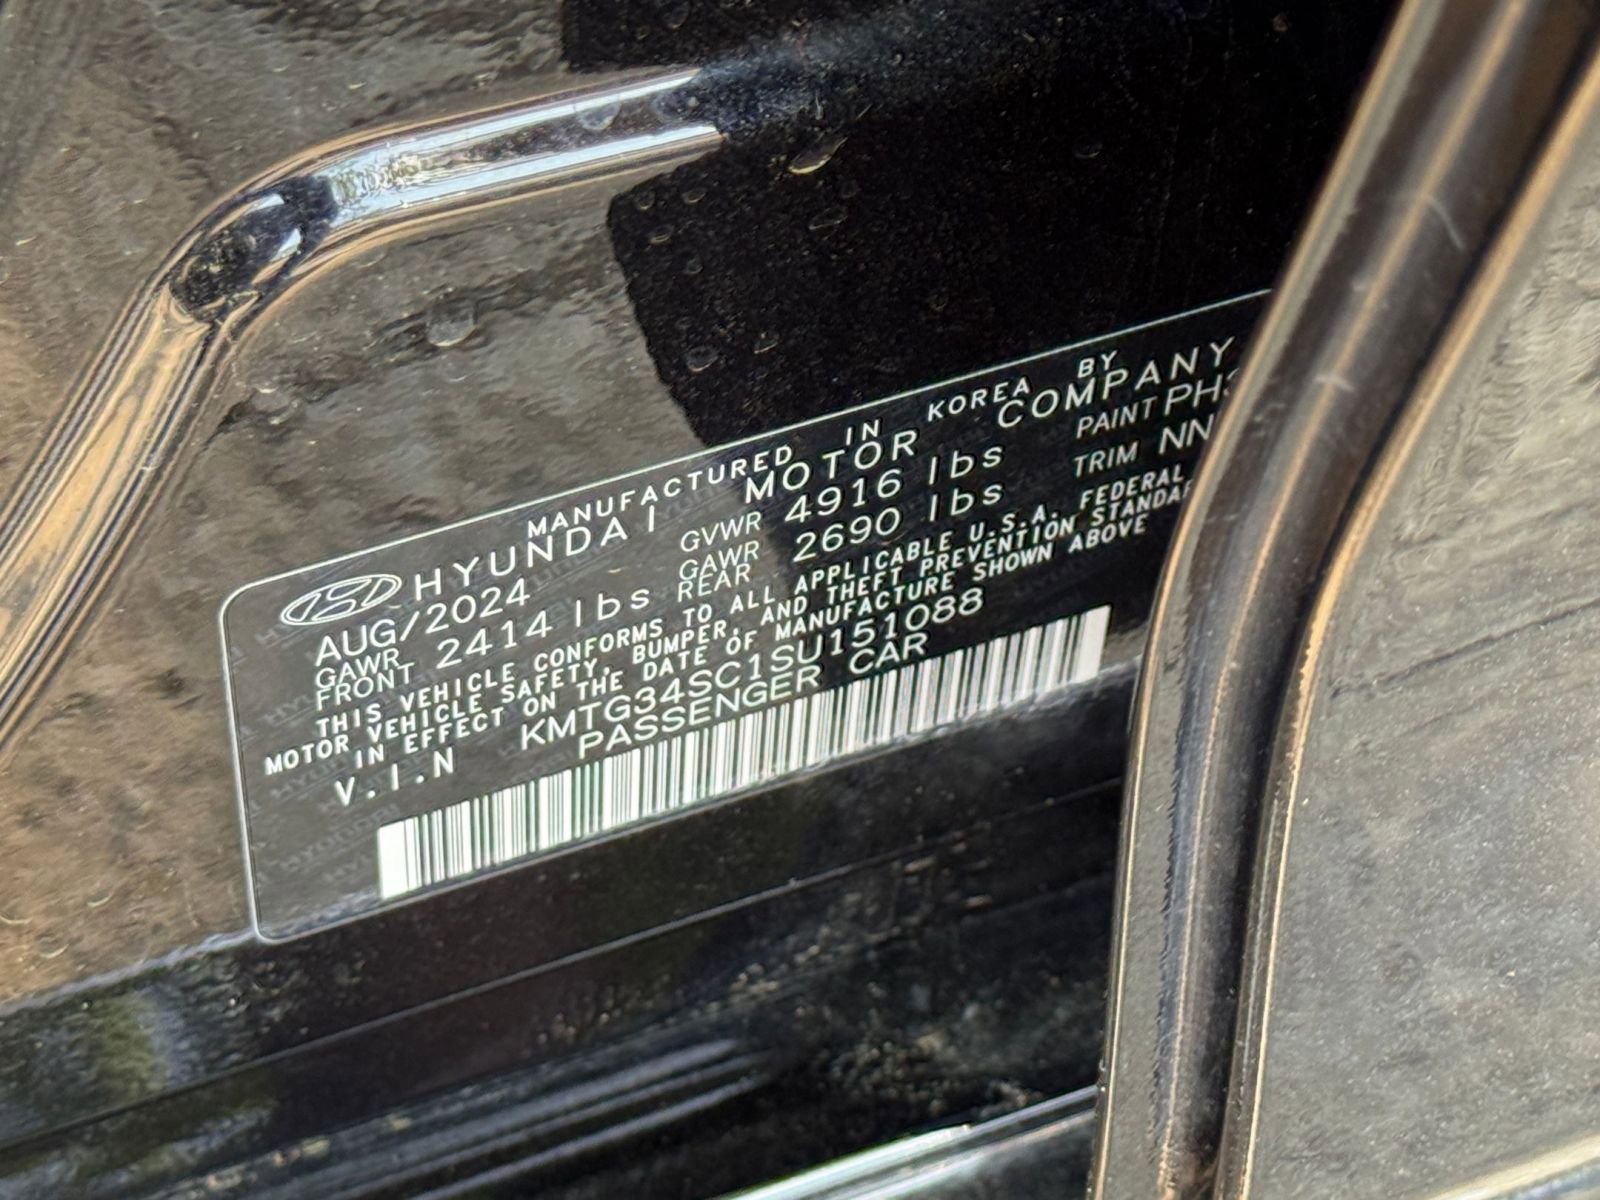 MANUFACTURED IN KOREA BY
HYUNDAI MOTOR COMPANY
AUG/2024 GVWR 4916 lbs PAINT
GAWR FRONT 2414 lbs GAWR REAR 2690 lbs TRIM
THIS VEHICLE CONFORMS TO ALL APPLICABLE U.S.A. FEDERAL
MOTOR VEHICLE SAFETY, BUMPER, AND THEFT PREVENTION
IN EFFECT ON THE DATE OF MANUFACTURE SHOWN ABOVE
V.I.N KMTG34SC1SU151088
PASSENGER CAR